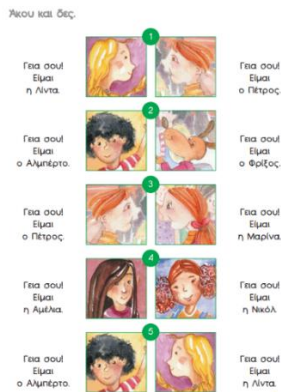 Άκου και δες.
1
Γεια σου!
Είμαι
η Λίντα.
Γεια σου!
Είμαι
ο Πέτρος.
2
Γεια σου!
Είμαι
ο Αλμπέρτο.
Γεια σου!
Είμαι
ο Φρίξος.
3
Γεια σου!
Είμαι
ο Πέτρος.
Γεια σου!
Είμαι
η Μαρίνα.
4
Γεια σου!
Είμαι
η Αμέλια.
Γεια σου!
Είμαι
η Νικόλ.
5
Γεια σου!
Είμαι
ο Αλμπέρτο.
Γεια σου!
Είμαι
η Λίντα.